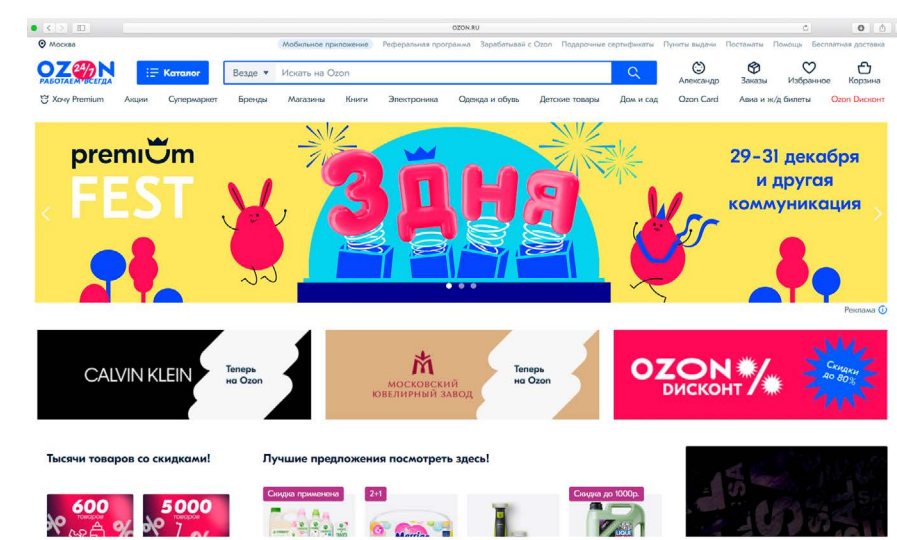 OZON.RU
Москва
Мобильное приложение Реферальная программа Зарабатывай с Ozon Подарочные сертификаты Пункты выдачи Постаматы Помощь Бесплатная доставка
OZON 24/7
РАБОТАЕМ ВСЕГДА
Каталог
Везде Искать на Ozon
Александр Заказы Избранное Корзина
Хочу Premium Акции Супермаркет Бренды Магазины Книги Электроника Одежда и обувь Детские товары Дом и сад Ozon Card Авиа и ж/д билеты Ozon Dисконт
premium
FEST
3 ДНЯ
29-31 декабря
и другая
коммуникация
Реклама
CALVIN KLEIN
Теперь
на Ozon
МОСКОВСКИЙ
ЮВЕЛИРНЫЙ ЗАВОД
Теперь
на Ozon
OZON
DИСКОНТ %
Скидки
до 80%
Тысячи товаров со скидками!
Лучшие предложения посмотреть здесь!
600
товаров
5000
товаров
Скидка применена
2+1
Скидка до 1000р.
Merries
LIQUI